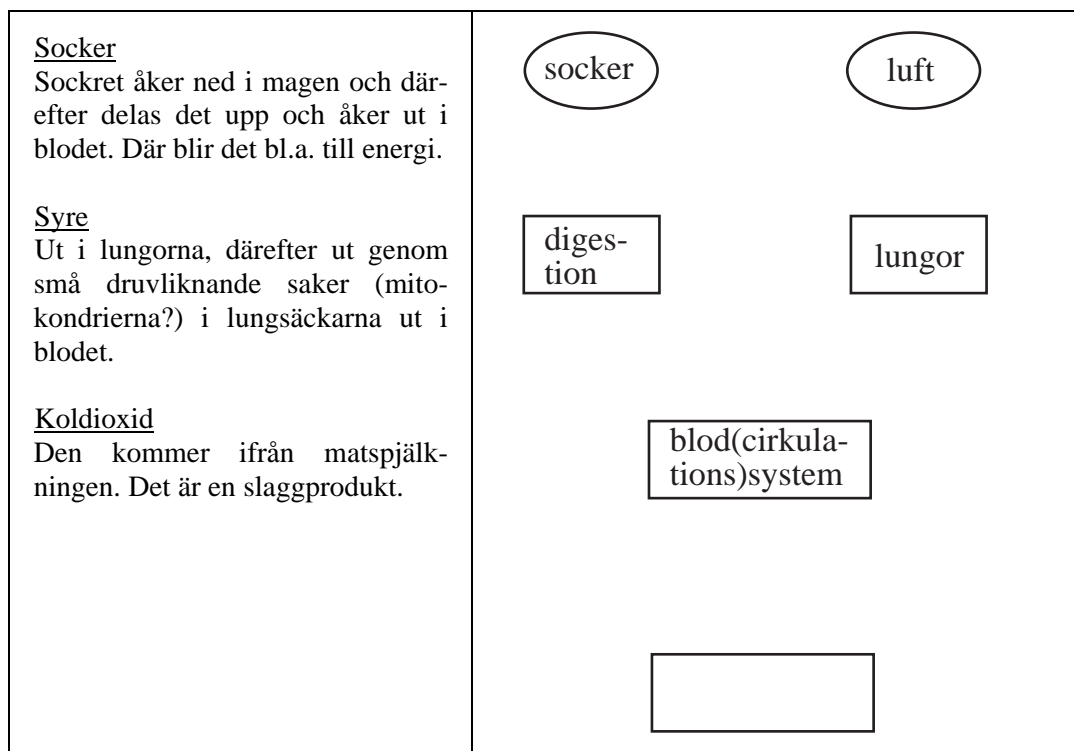 Socker
Sockret åker ned i magen och där-
efter delas det upp och åker ut i
blodet. Där blir det bl.a. till energi.
Syre
Ut i lungorna, därefter ut genom
små druvliknande saker (mito-
kondrierna?) i lungsäckarna ut i
blodet.
Koldioxid
Den kommer ifrån matspjälk-
ningen. Det är en slaggprodukt.
socker
luft
diges-
tion
lungor
blod(cirkula-
tions)system